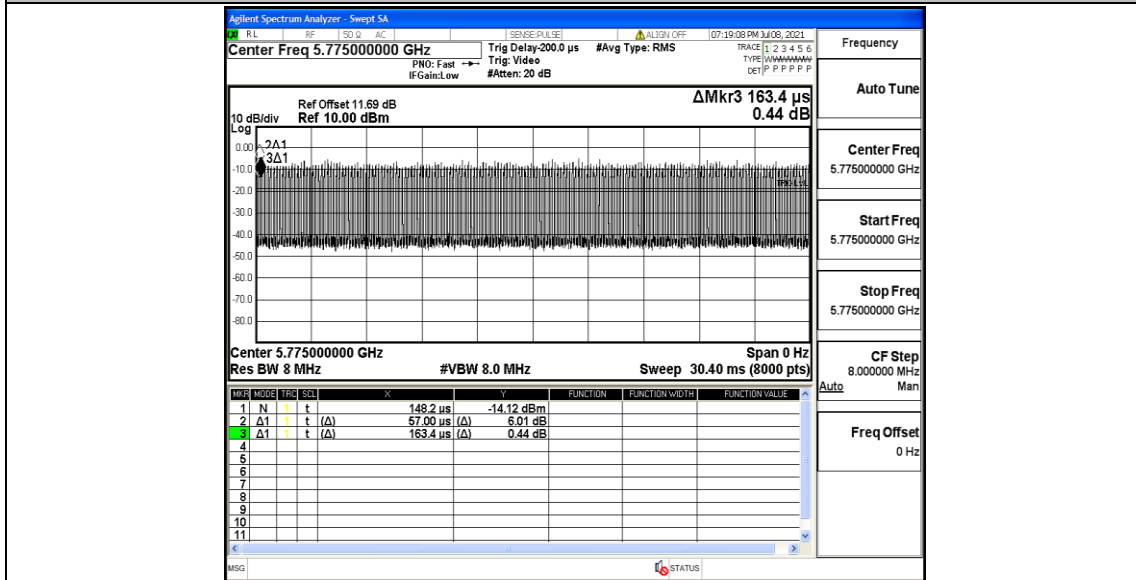 Agilent Spectrum Analyzer - Swept SA
RL RF 50 Ω AC SENSE:PULSE ALIGN OFF 07:19:08 PM Jul 08, 2021
Center Freq 5.775000000 GHz
PNO: Fast
IFGain:Low
Trig Delay-200.0 µs
Trig: Video
#Atten: 20 dB
#Avg Type: RMS
TRACE 1 2 3 4 5 6
TYPE
DET P P P P P P
Ref Offset 11.69 dB
10 dB/div Ref 10.00 dBm
Log
ΔMkr3 163.4 µs
0.44 dB
0.00
-10.0
-20.0
-30.0
-40.0
-50.0
-60.0
-70.0
-80.0
2Δ1
3Δ1
TRIG LVL
Center 5.775000000 GHz Span 0 Hz
Res BW 8 MHz #VBW 8.0 MHz Sweep 30.40 ms (8000 pts)
MKR MODE TRC SCL X Y FUNCTION FUNCTION WIDTH FUNCTION VALUE
1 N 1 t 148.2 µs -14.12 dBm
2 Δ1 1 t (Δ) 57.00 µs (Δ) 6.01 dB
3 Δ1 1 t (Δ) 163.4 µs (Δ) 0.44 dB
4
5
6
7
8
9
10
11
MSG STATUS
Frequency
Auto Tune
Center Freq
5.775000000 GHz
Start Freq
5.775000000 GHz
Stop Freq
5.775000000 GHz
CF Step
8.000000 MHz
Auto Man
Freq Offset
0 Hz